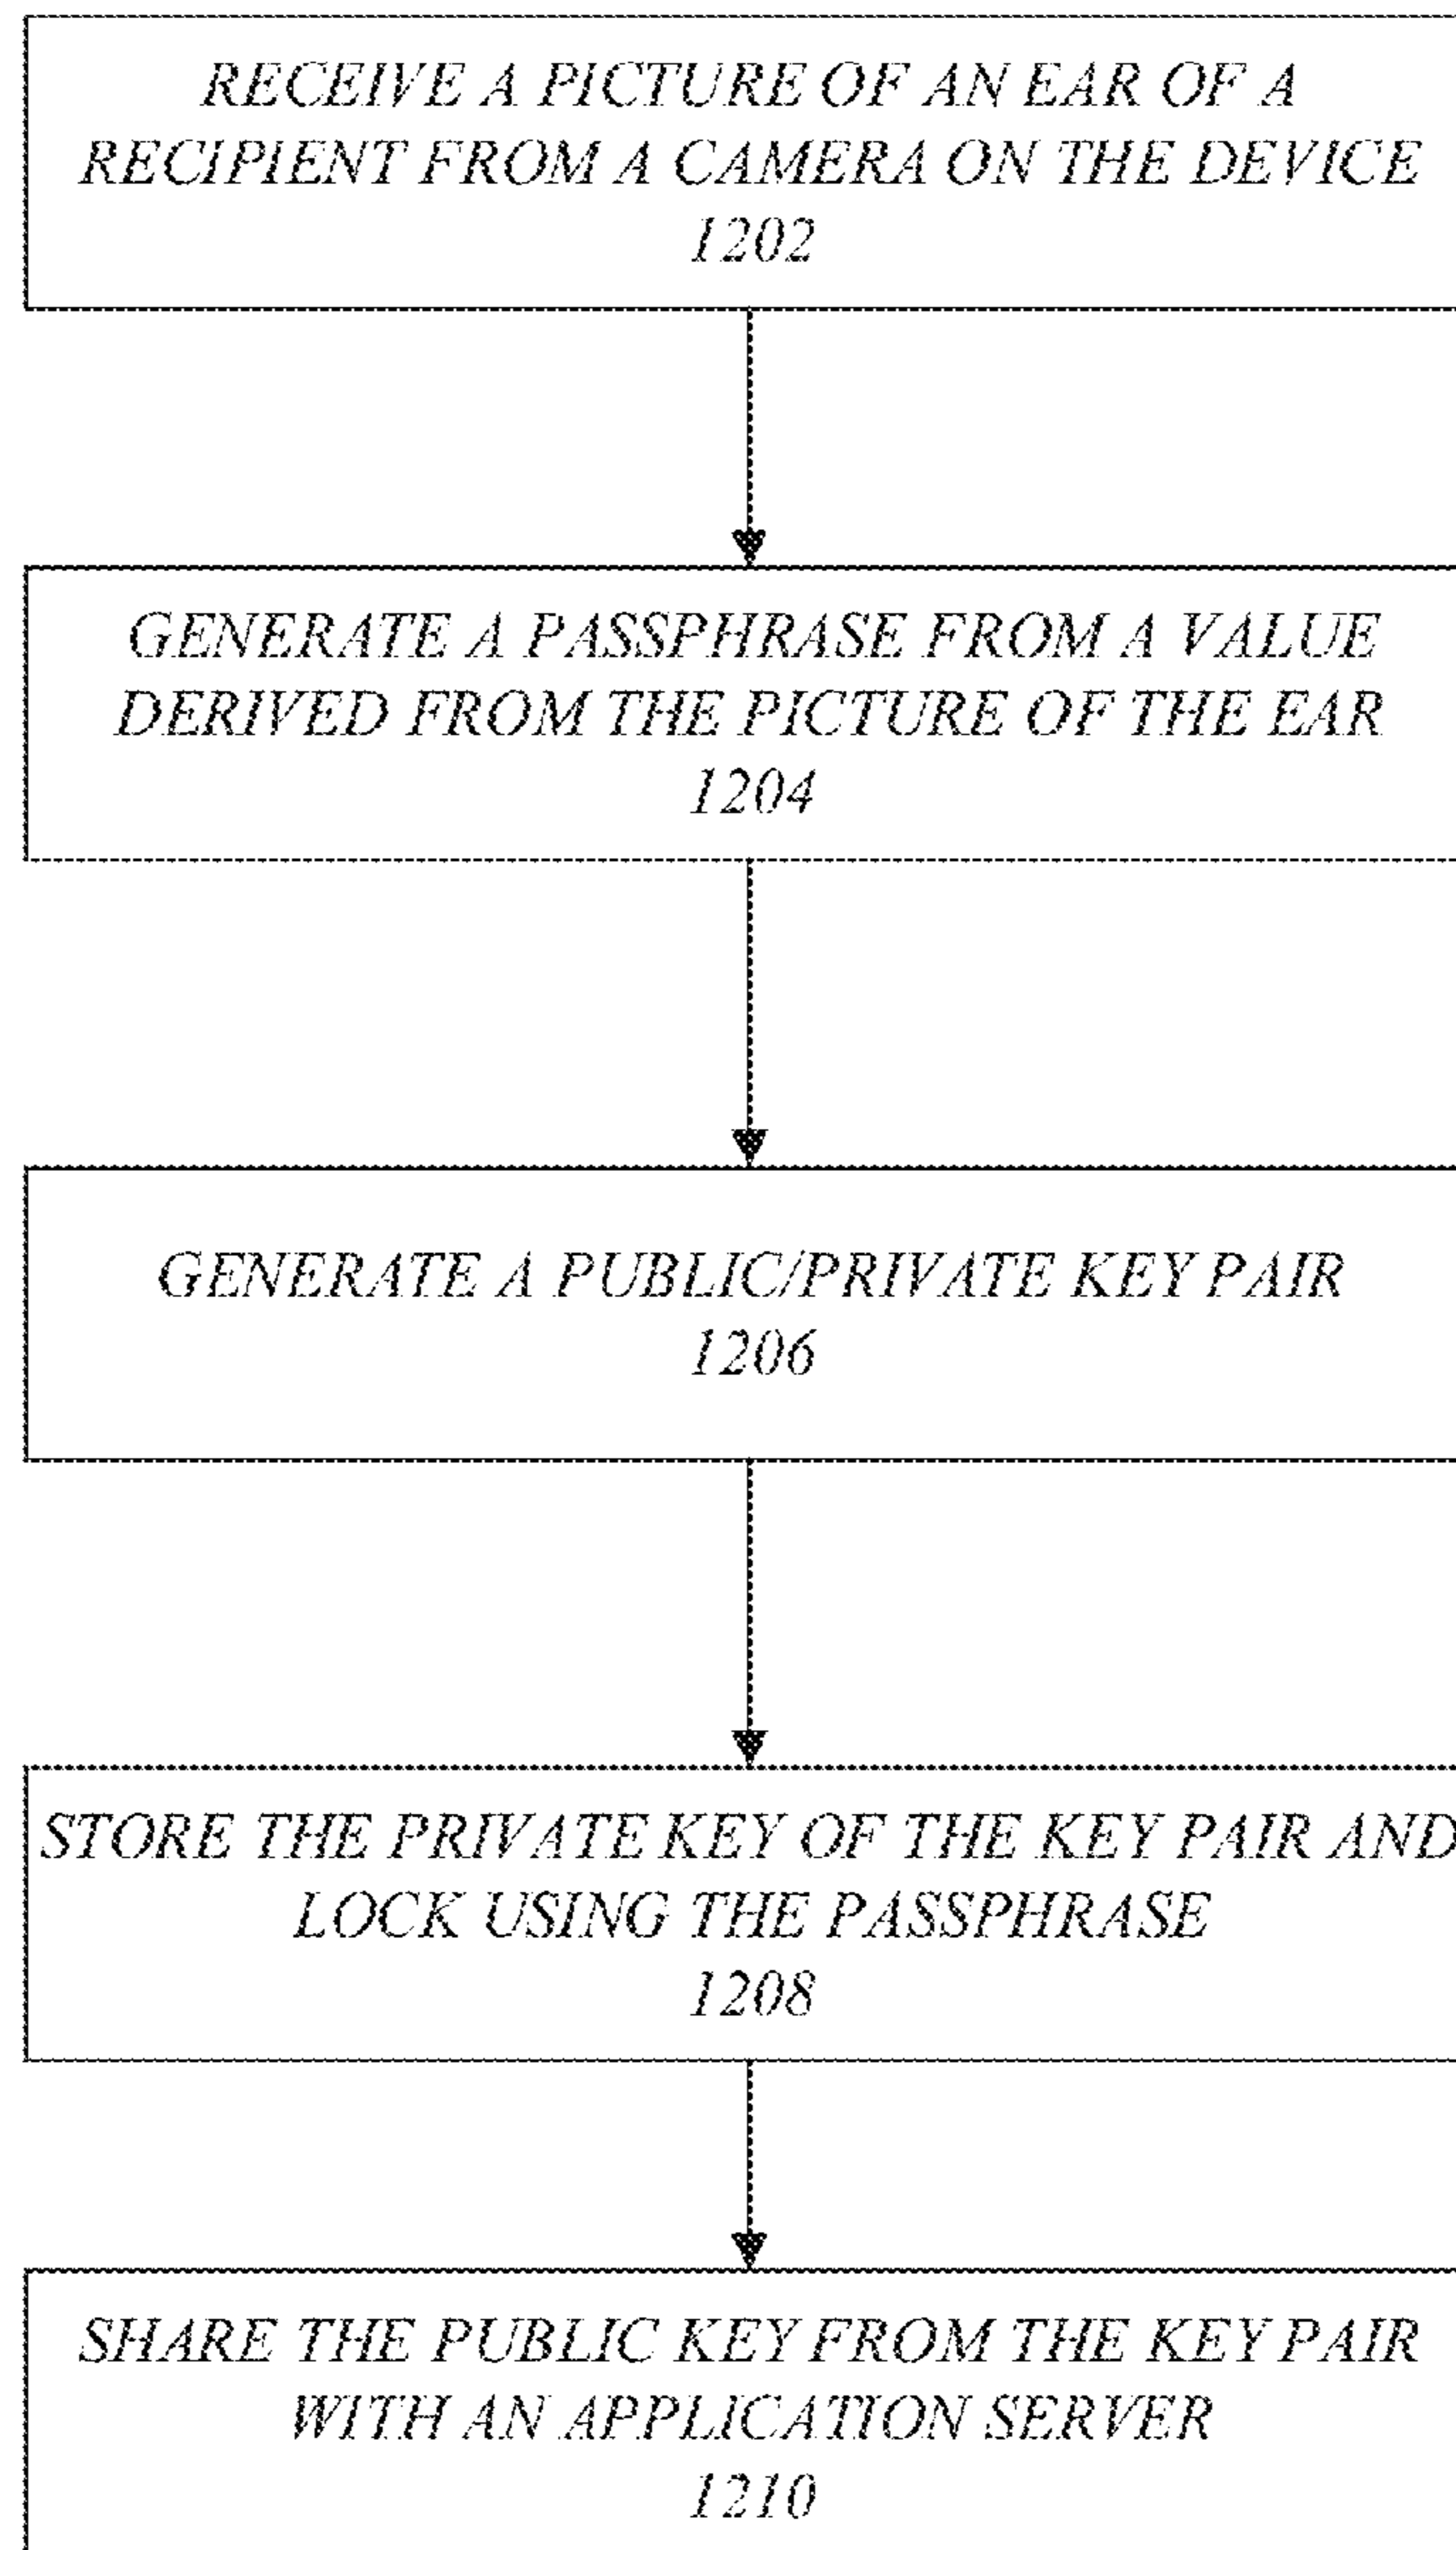 RECEIVE A PICTURE OF AN EAR OF A
RECIPIENT FROM A CAMERA ON THE DEVICE
1202
GENERATE A PASSPHRASE FROM A VALUE
DERIVED FROM THE PICTURE OF THE EAR
1204
GENERATE A PUBLIC/PRIVATE KEY PAIR
1206
STORE THE PRIVATE KEY OF THE KEY PAIR AND
LOCK USING THE PASSPHRASE
1208
SHARE THE PUBLIC KEY FROM THE KEY PAIR
WITH AN APPLICATION SERVER
1210